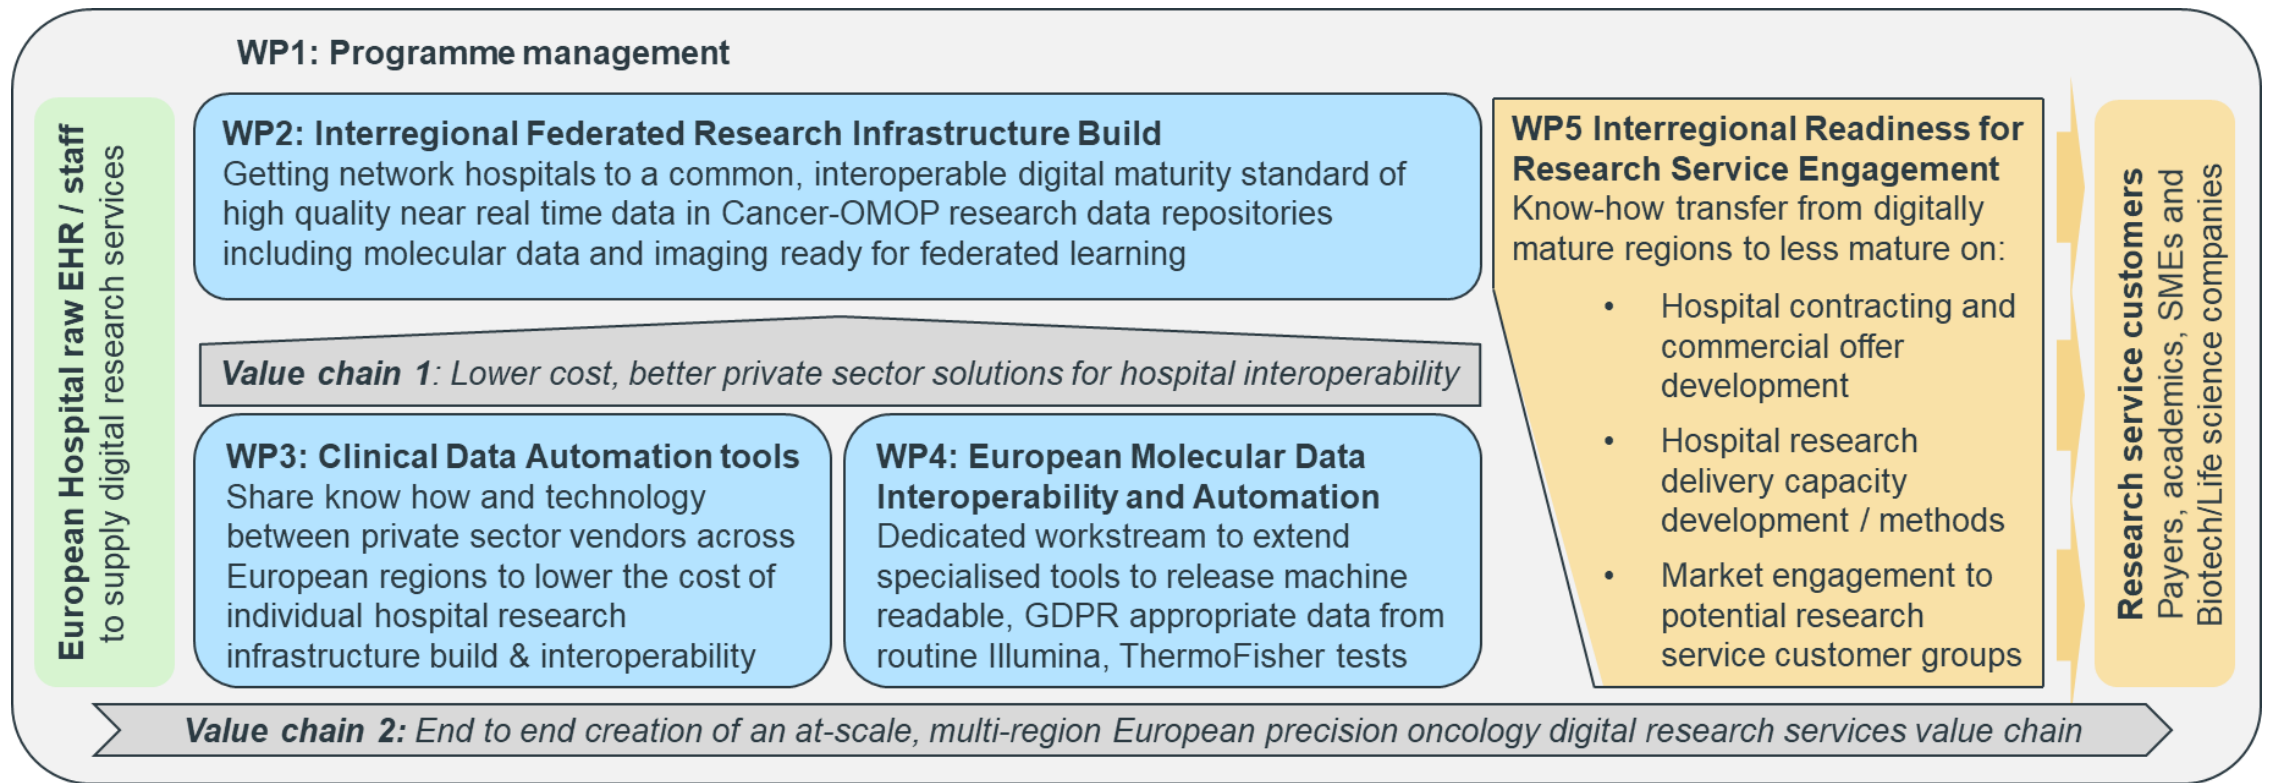 WP1: Programme management
European Hospital raw EHR / staff
to supply digital research services
WP2: Interregional Federated Research Infrastructure Build
Getting network hospitals to a common, interoperable digital maturity standard of
high quality near real time data in Cancer-OMOP research data repositories
including molecular data and imaging ready for federated learning
Value chain 1: Lower cost, better private sector solutions for hospital interoperability
WP3: Clinical Data Automation tools
Share know how and technology
between private sector vendors across
European regions to lower the cost of
individual hospital research
infrastructure build & interoperability
WP4: European Molecular Data
Interoperability and Automation
Dedicated workstream to extend
specialised tools to release machine
readable, GDPR appropriate data from
routine Illumina, ThermoFisher tests
WP5 Interregional Readiness for
Research Service Engagement
Know-how transfer from digitally
mature regions to less mature on:
• Hospital contracting and
commercial offer
development
• Hospital research
delivery capacity
development / methods
• Market engagement to
potential research
service customer groups
Research service customers
Payers, academics, SMEs and
Biotech/Life science companies
Value chain 2: End to end creation of an at-scale, multi-region European precision oncology digital research services value chain